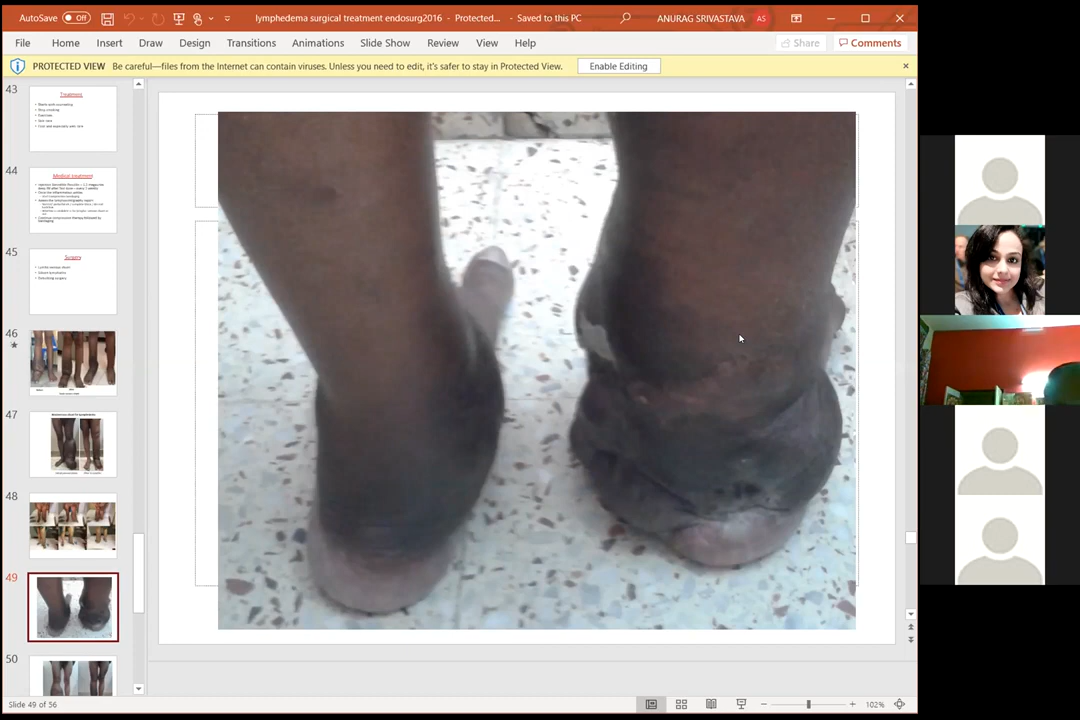 AutoSave Off lymphedema surgical treatment endosurg2016 - Protected... - Saved to this PC ANURAG SRIVASTAVA AS
File Home Insert Draw Design Transitions Animations Slide Show Review View Help Share Comments
PROTECTED VIEW Be careful—files from the Internet can contain viruses. Unless you need to edit, it's safer to stay in Protected View. Enable Editing
43
Treatment
44
Medical treatment
45
Surgery
46
47
48
49
50
Slide 49 of 56
102%